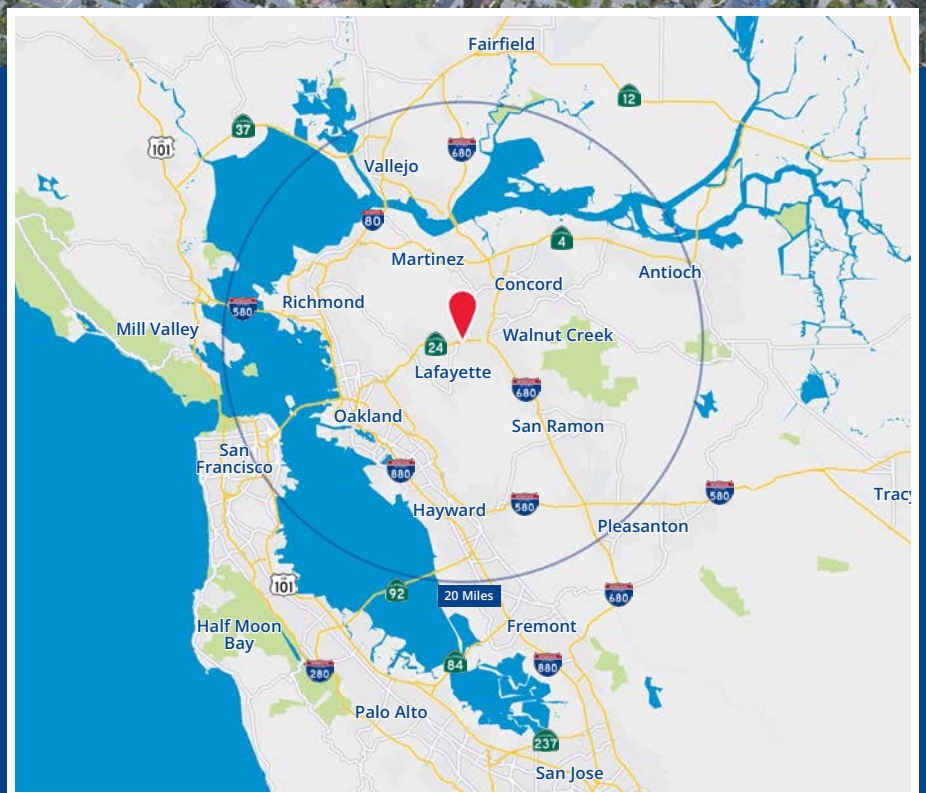 Fairfield
12
37
US
101
680
Vallejo
80
4
Martinez
Antioch
Concord
Richmond
580
Mill Valley
Walnut Creek
24
Lafayette
680
Oakland
San Ramon
San
Francisco
880
580
Tracy
580
Hayward
Pleasanton
101
92
20 Miles
680
Half Moon
Bay
Fremont
84
880
280
Palo Alto
237
San Jose